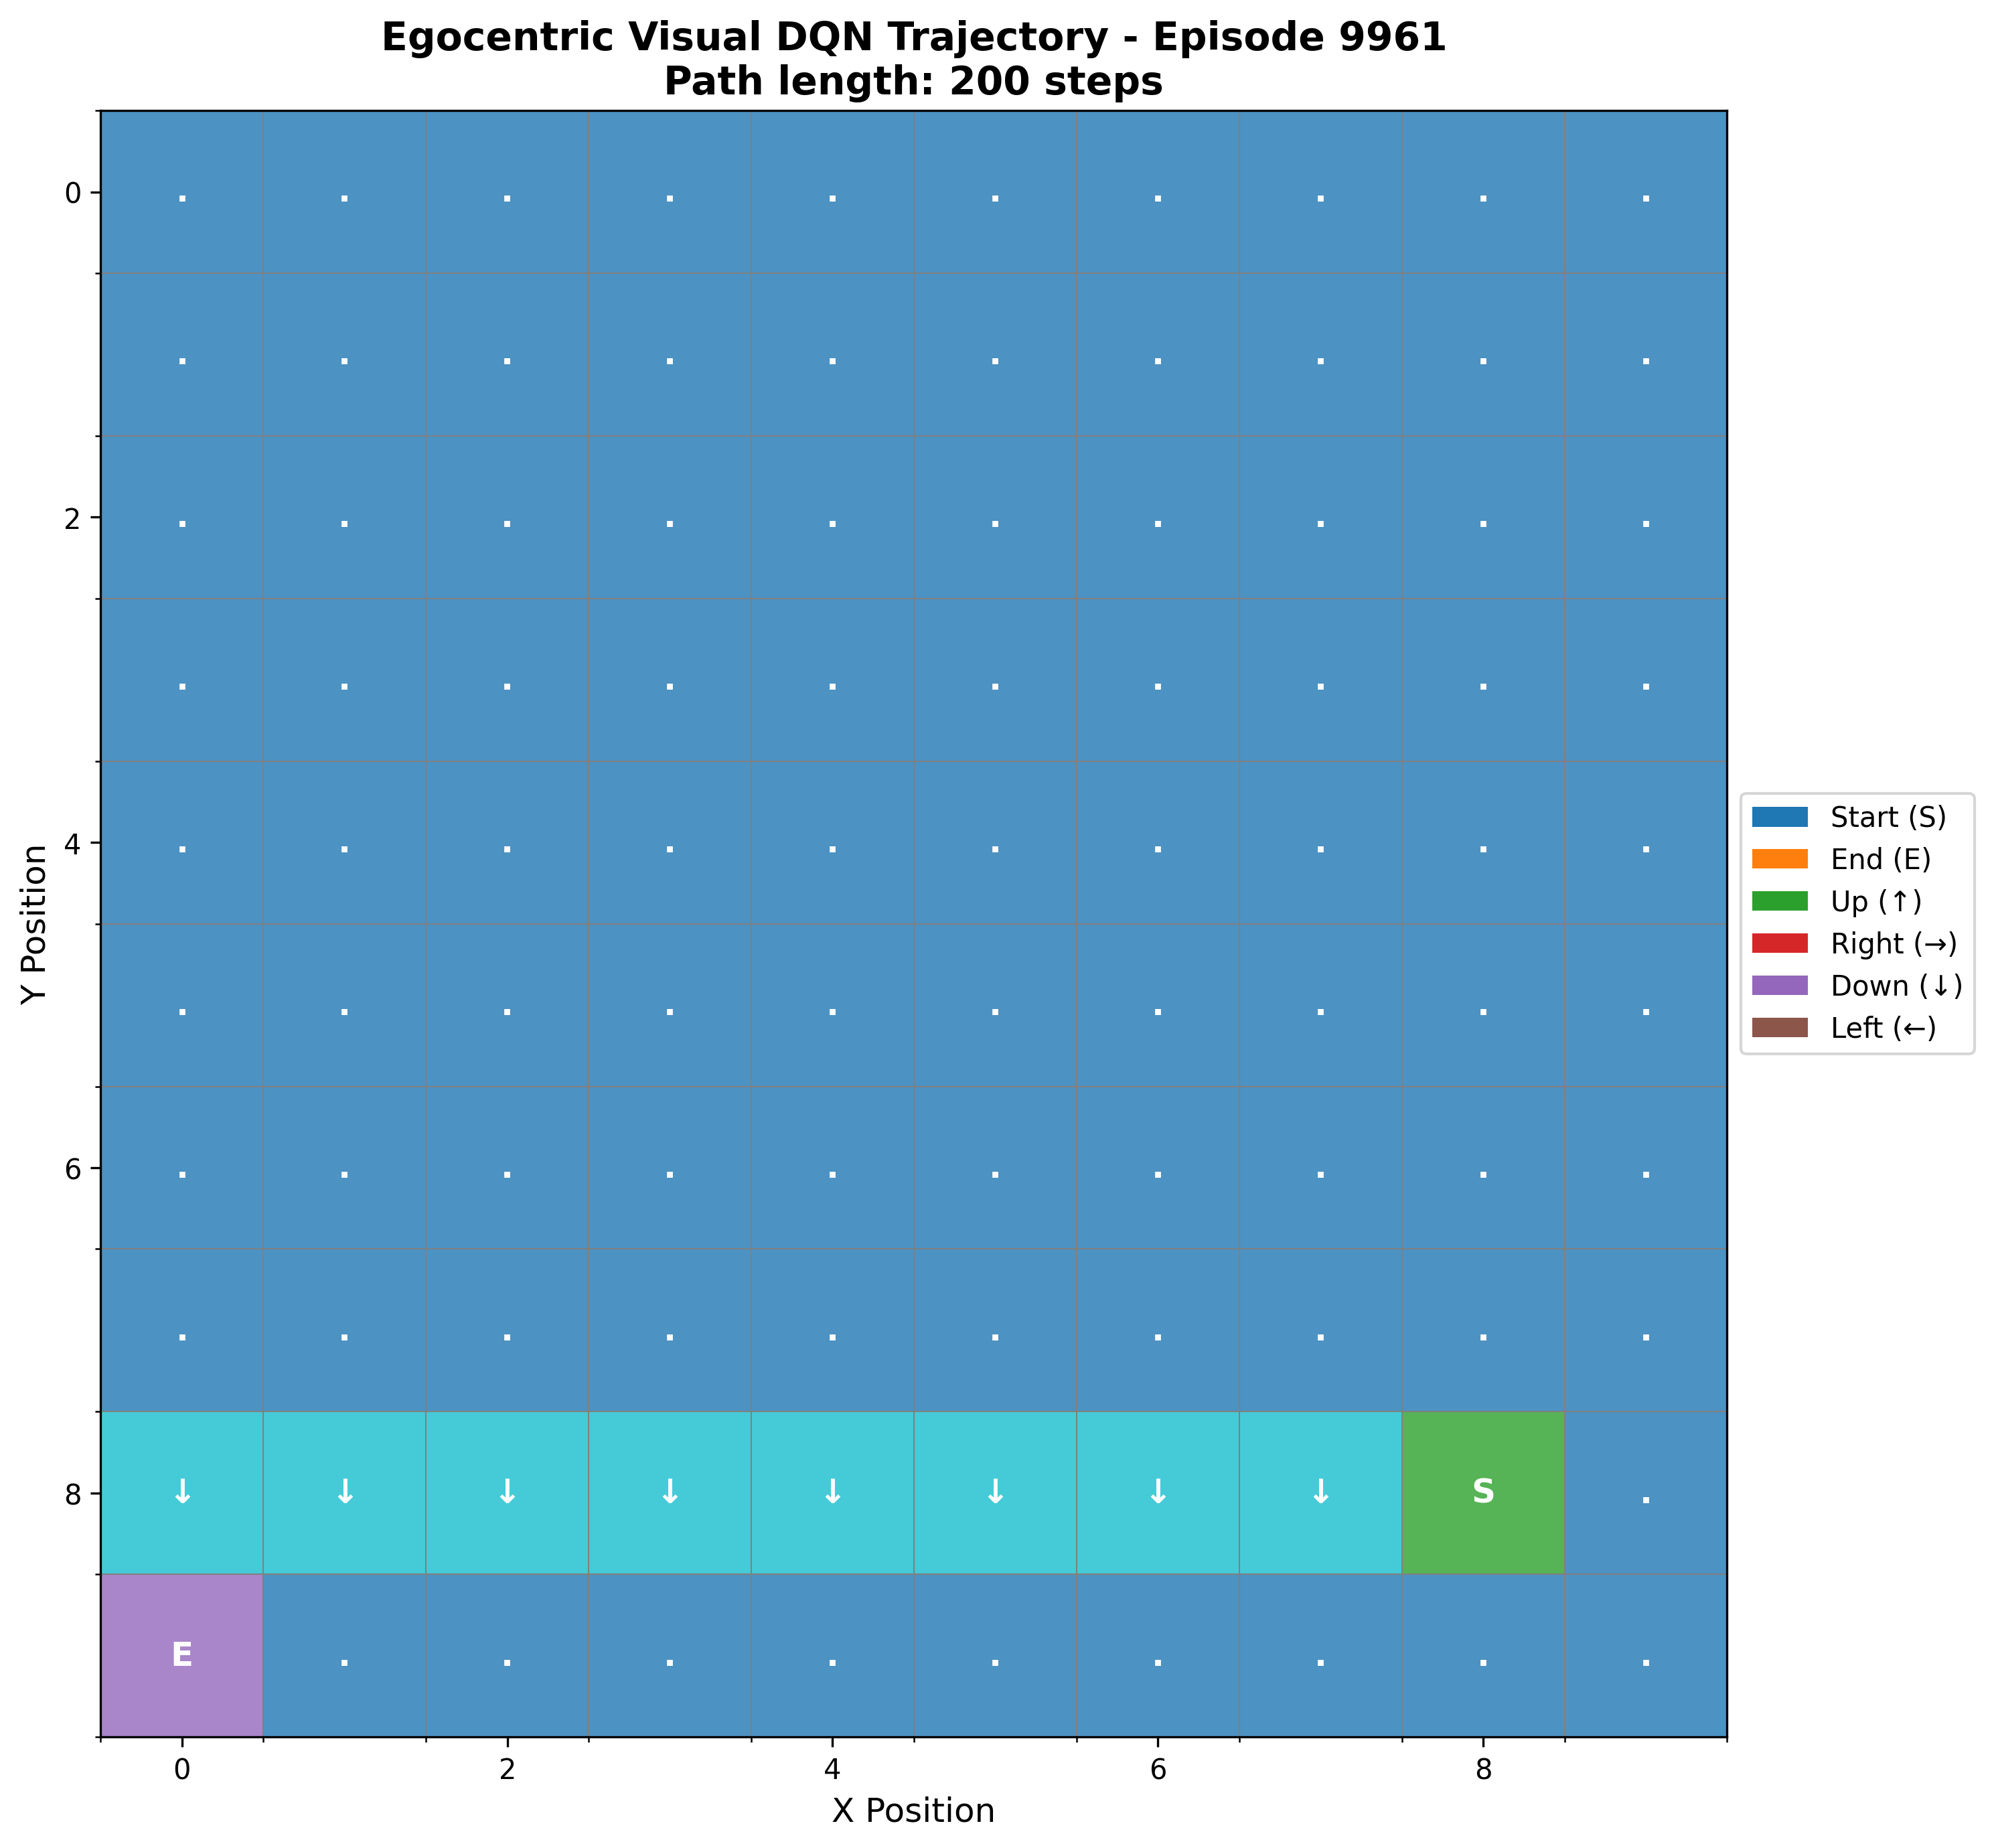 Egocentric Visual DQN Trajectory - Episode 9961
Path length: 200 steps
0 . . . . . . . . . .
. . . . . . . . . .
2 . . . . . . . . . .
. . . . . . . . . .
4 . . . . . . . . . .
. . . . . . . . . .
6 . . . . . . . . . .
. . . . . . . . . .
8 ↓ ↓ ↓ ↓ ↓ ↓ ↓ ↓ S .
E . . . . . . . . .
0 2 4 6 8
X Position
Y Position
Start (S)
End (E)
Up (↑)
Right (→)
Down (↓)
Left (←)